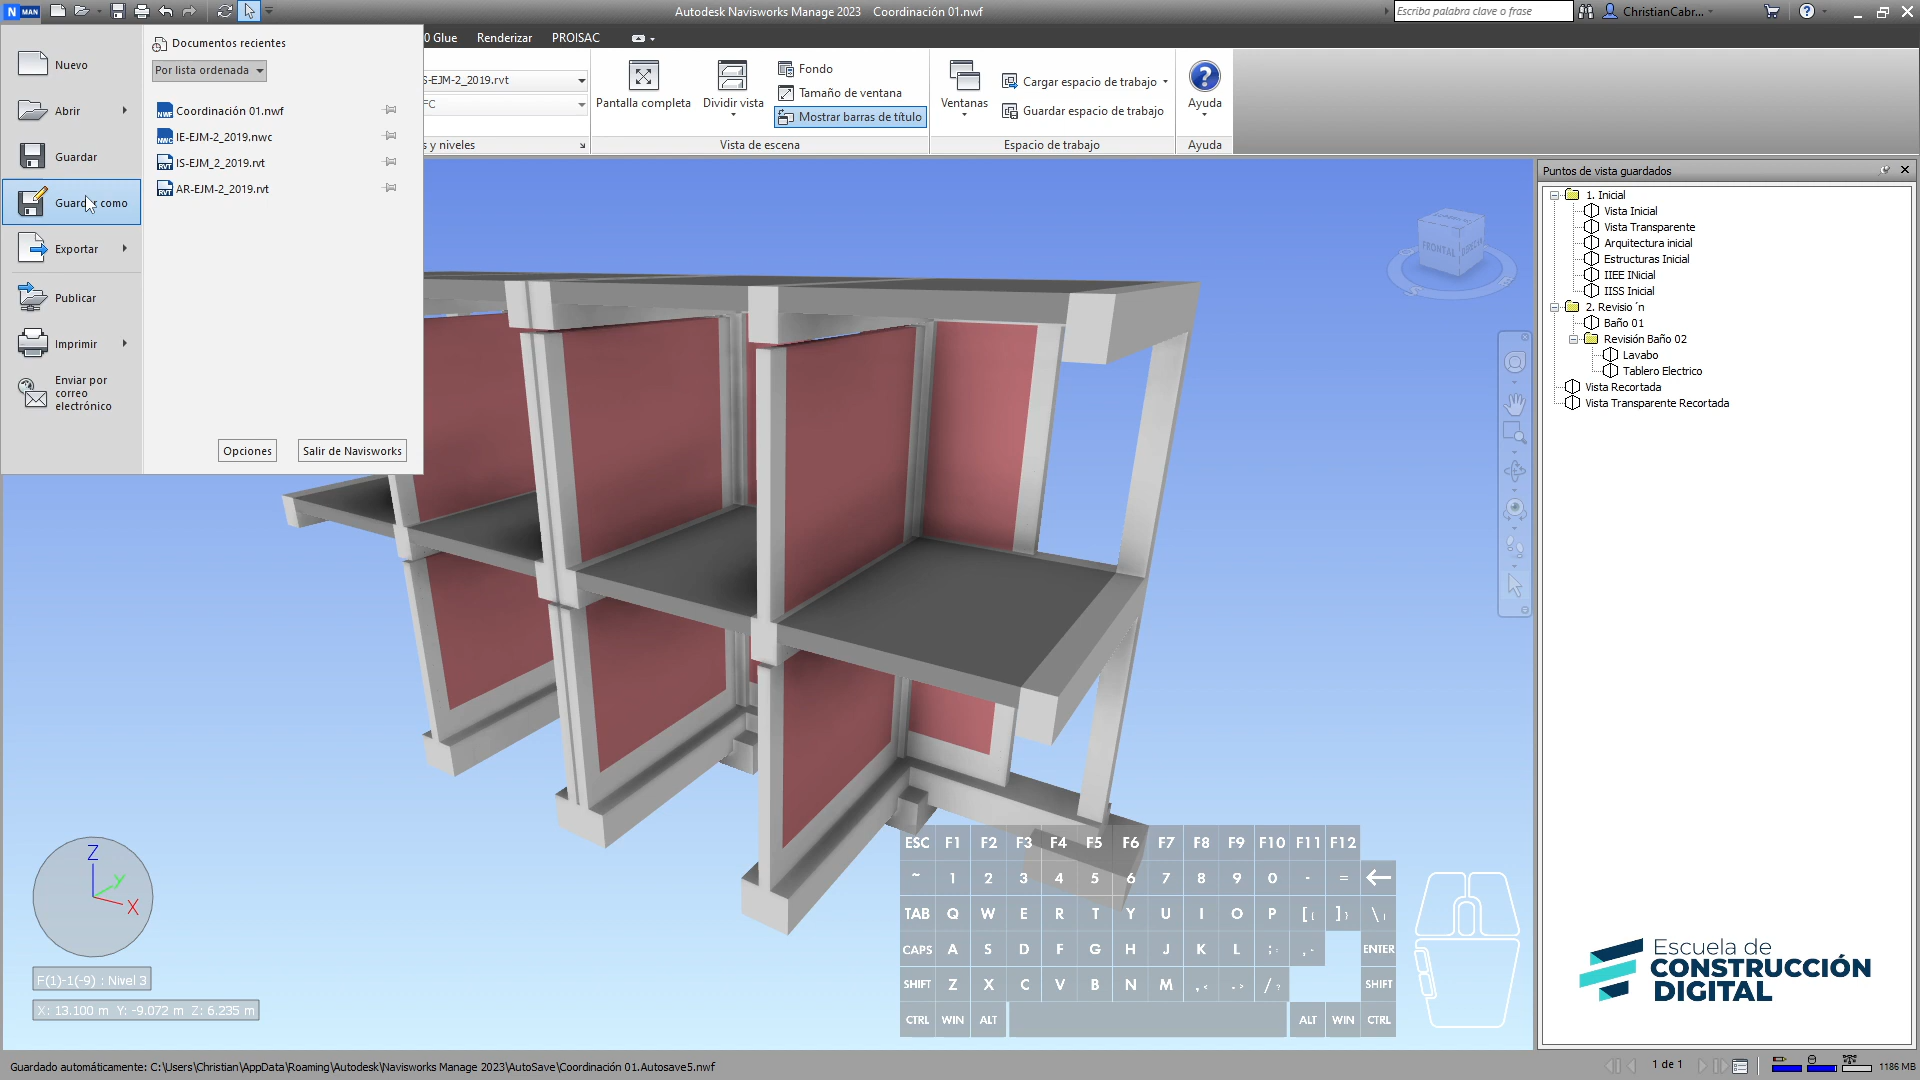 N MAN
Autodesk Navisworks Manage 2023 Coordinación 01.nwf
Escriba palabra clave o frase
ChristianCabr...
0 Glue Renderizar PROISAC
Nuevo
Abrir
Guardar
Guardar como
Exportar
Publicar
Imprimir
Enviar por
correo
electrónico
Documentos recientes
Por lista ordenada
Coordinación 01.nwf
IE-EJM-2_2019.nwc
IS-EJM_2_2019.rvt
AR-EJM-2_2019.rvt
Opciones
Salir de Navisworks
S-EJM-2_2019.rvt
FC
s y niveles
Pantalla completa
Dividir vista
Fondo
Tamaño de ventana
Mostrar barras de título
Vista de escena
Ventanas
Cargar espacio de trabajo
Guardar espacio de trabajo
Espacio de trabajo
Ayuda
Ayuda
FRONTAL
Puntos de vista guardados
1. Inicial
Vista Inicial
Vista Transparente
Arquitectura inicial
Estructuras Inicial
IIEE INicial
IISS Inicial
2. Revisio´n
Baño 01
Revisión Baño 02
Lavabo
Tablero Electrico
Vista Recortada
Vista Transparente Recortada
Z
Y
X
F(1)-1(-9) : Nivel 3
X: 13.100 m Y: -9.072 m Z: 6.235 m
ESC F1 F2 F3 F4 F5 F6 F7 F8 F9 F10 F11 F12
~ 1 2 3 4 5 6 7 8 9 0 - =
TAB Q W E R T Y U I O P [{ ]} \|
CAPS A S D F G H J K L ;: ENTER
SHIFT Z X C V B N M ,< .> /? SHIFT
CTRL WIN ALT ALT WIN CTRL
Escuela de
CONSTRUCCIÓN
DIGITAL
Guardado automáticamente: C:\Users\Christian\AppData\Roaming\Autodesk\Navisworks Manage 2023\AutoSave\Coordinación 01.Autosave5.nwf
1 de 1
1186 MB